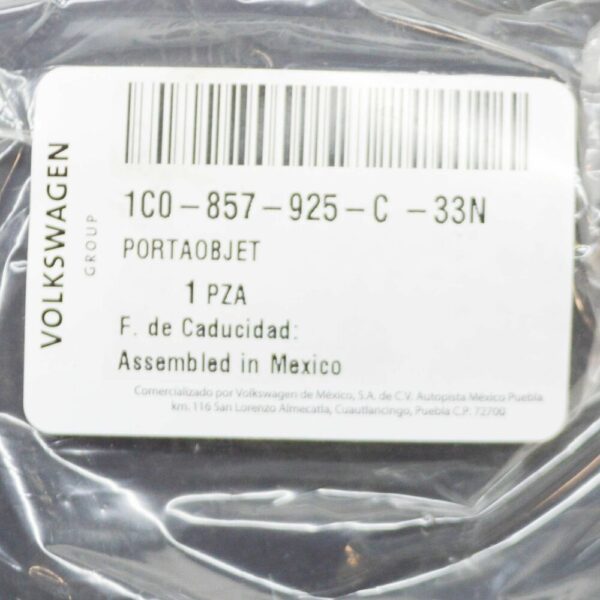 VOLKSWAGEN
GROUP
1C0-857-925-C -33N
PORTAOBJET
1 PZA
F. de Caducidad:
Assembled in Mexico
Comercializado por Volkswagen de México, S.A. de C.V. Autopista México Puebla
km. 116 San Lorenzo Almecatla, Cuautlancingo, Puebla C.P. 72700